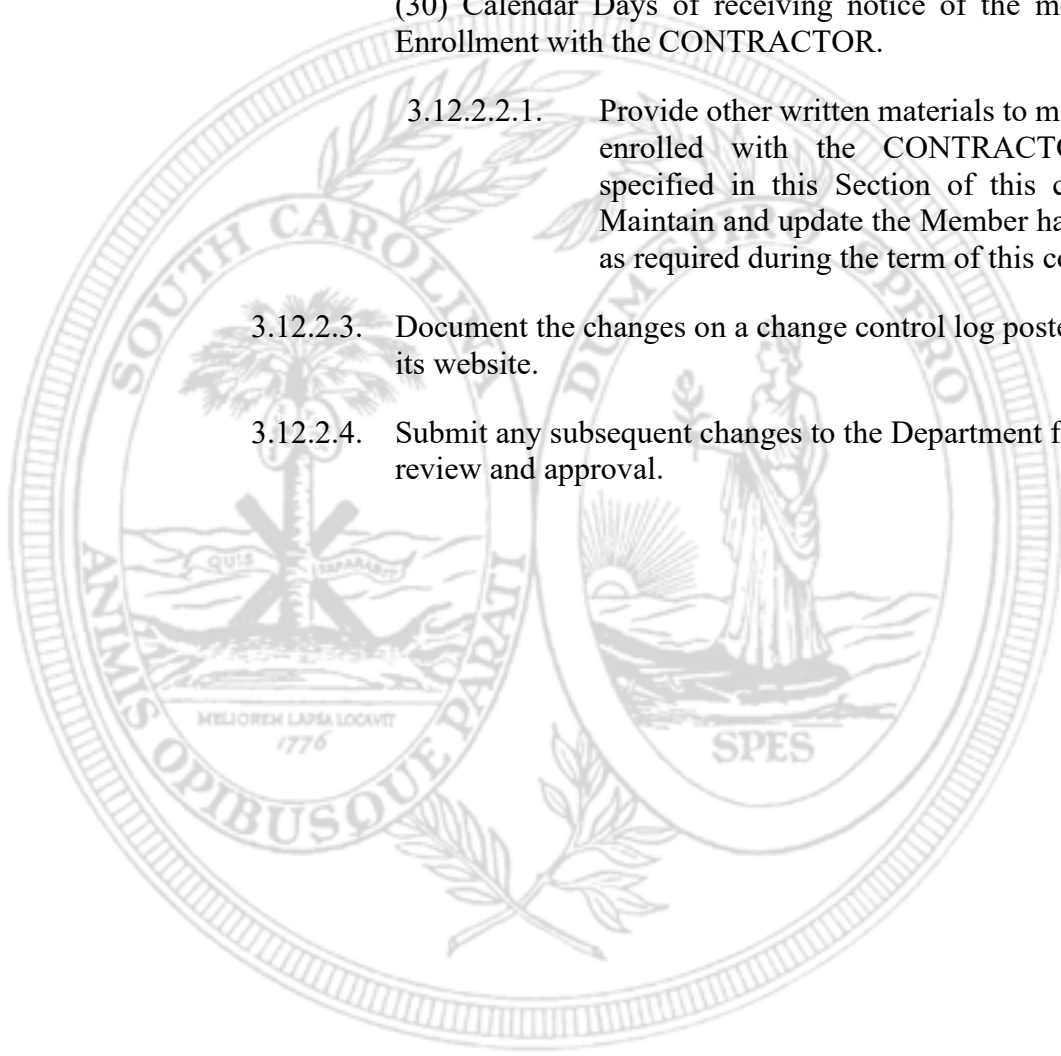 (30) Calendar Days of receiving notice of the m
Enrollment with the CONTRACTOR.
3.12.2.2.1. Provide other written materials to m
enrolled with the CONTRACTO
specified in this Section of this c
Maintain and update the Member ha
as required during the term of this co
3.12.2.3. Document the changes on a change control log poste
its website.
3.12.2.4. Submit any subsequent changes to the Department f
review and approval.
SOUTH CAROLINA
DUM SPIRO SPERO
QUIS SEPARABIT
MELIOREM LAPSA LOCAVIT
1776
ANIMIS OPIBUSQUE PARATI
SPES